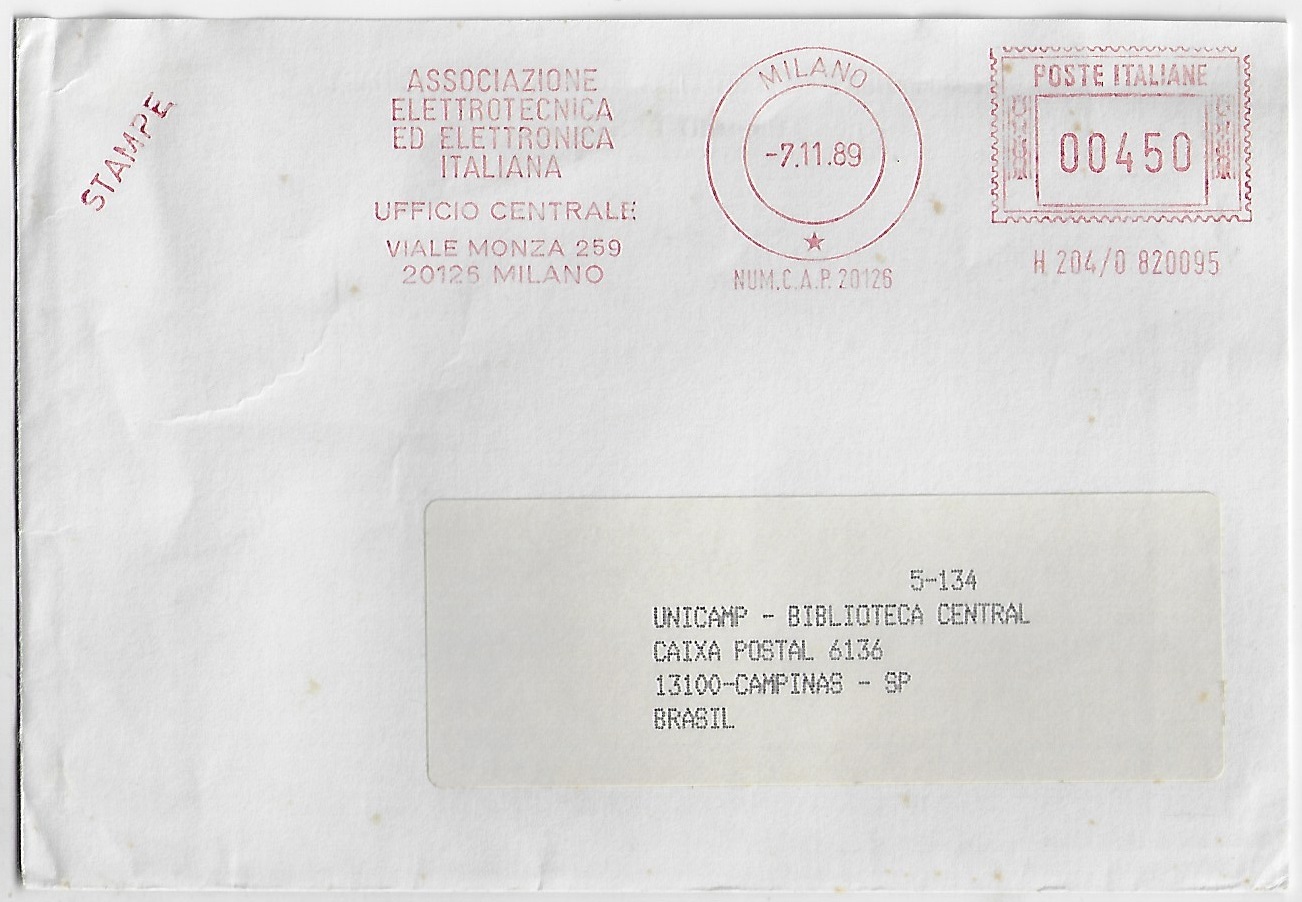 STAMPE
ASSOCIAZIONE
ELETTROTECNICA
ED ELETTRONICA
ITALIANA
UFFICIO CENTRALE
VIALE MONZA 259
20126 MILANO
MILANO
-7.11.89
NUM.C.A.P. 20126
POSTE ITALIANE
00450
H 204/0 820095
5-134
UNICAMP - BIBLIOTECA CENTRAL
CAIXA POSTAL 6136
13100-CAMPINAS - SP
BRASIL